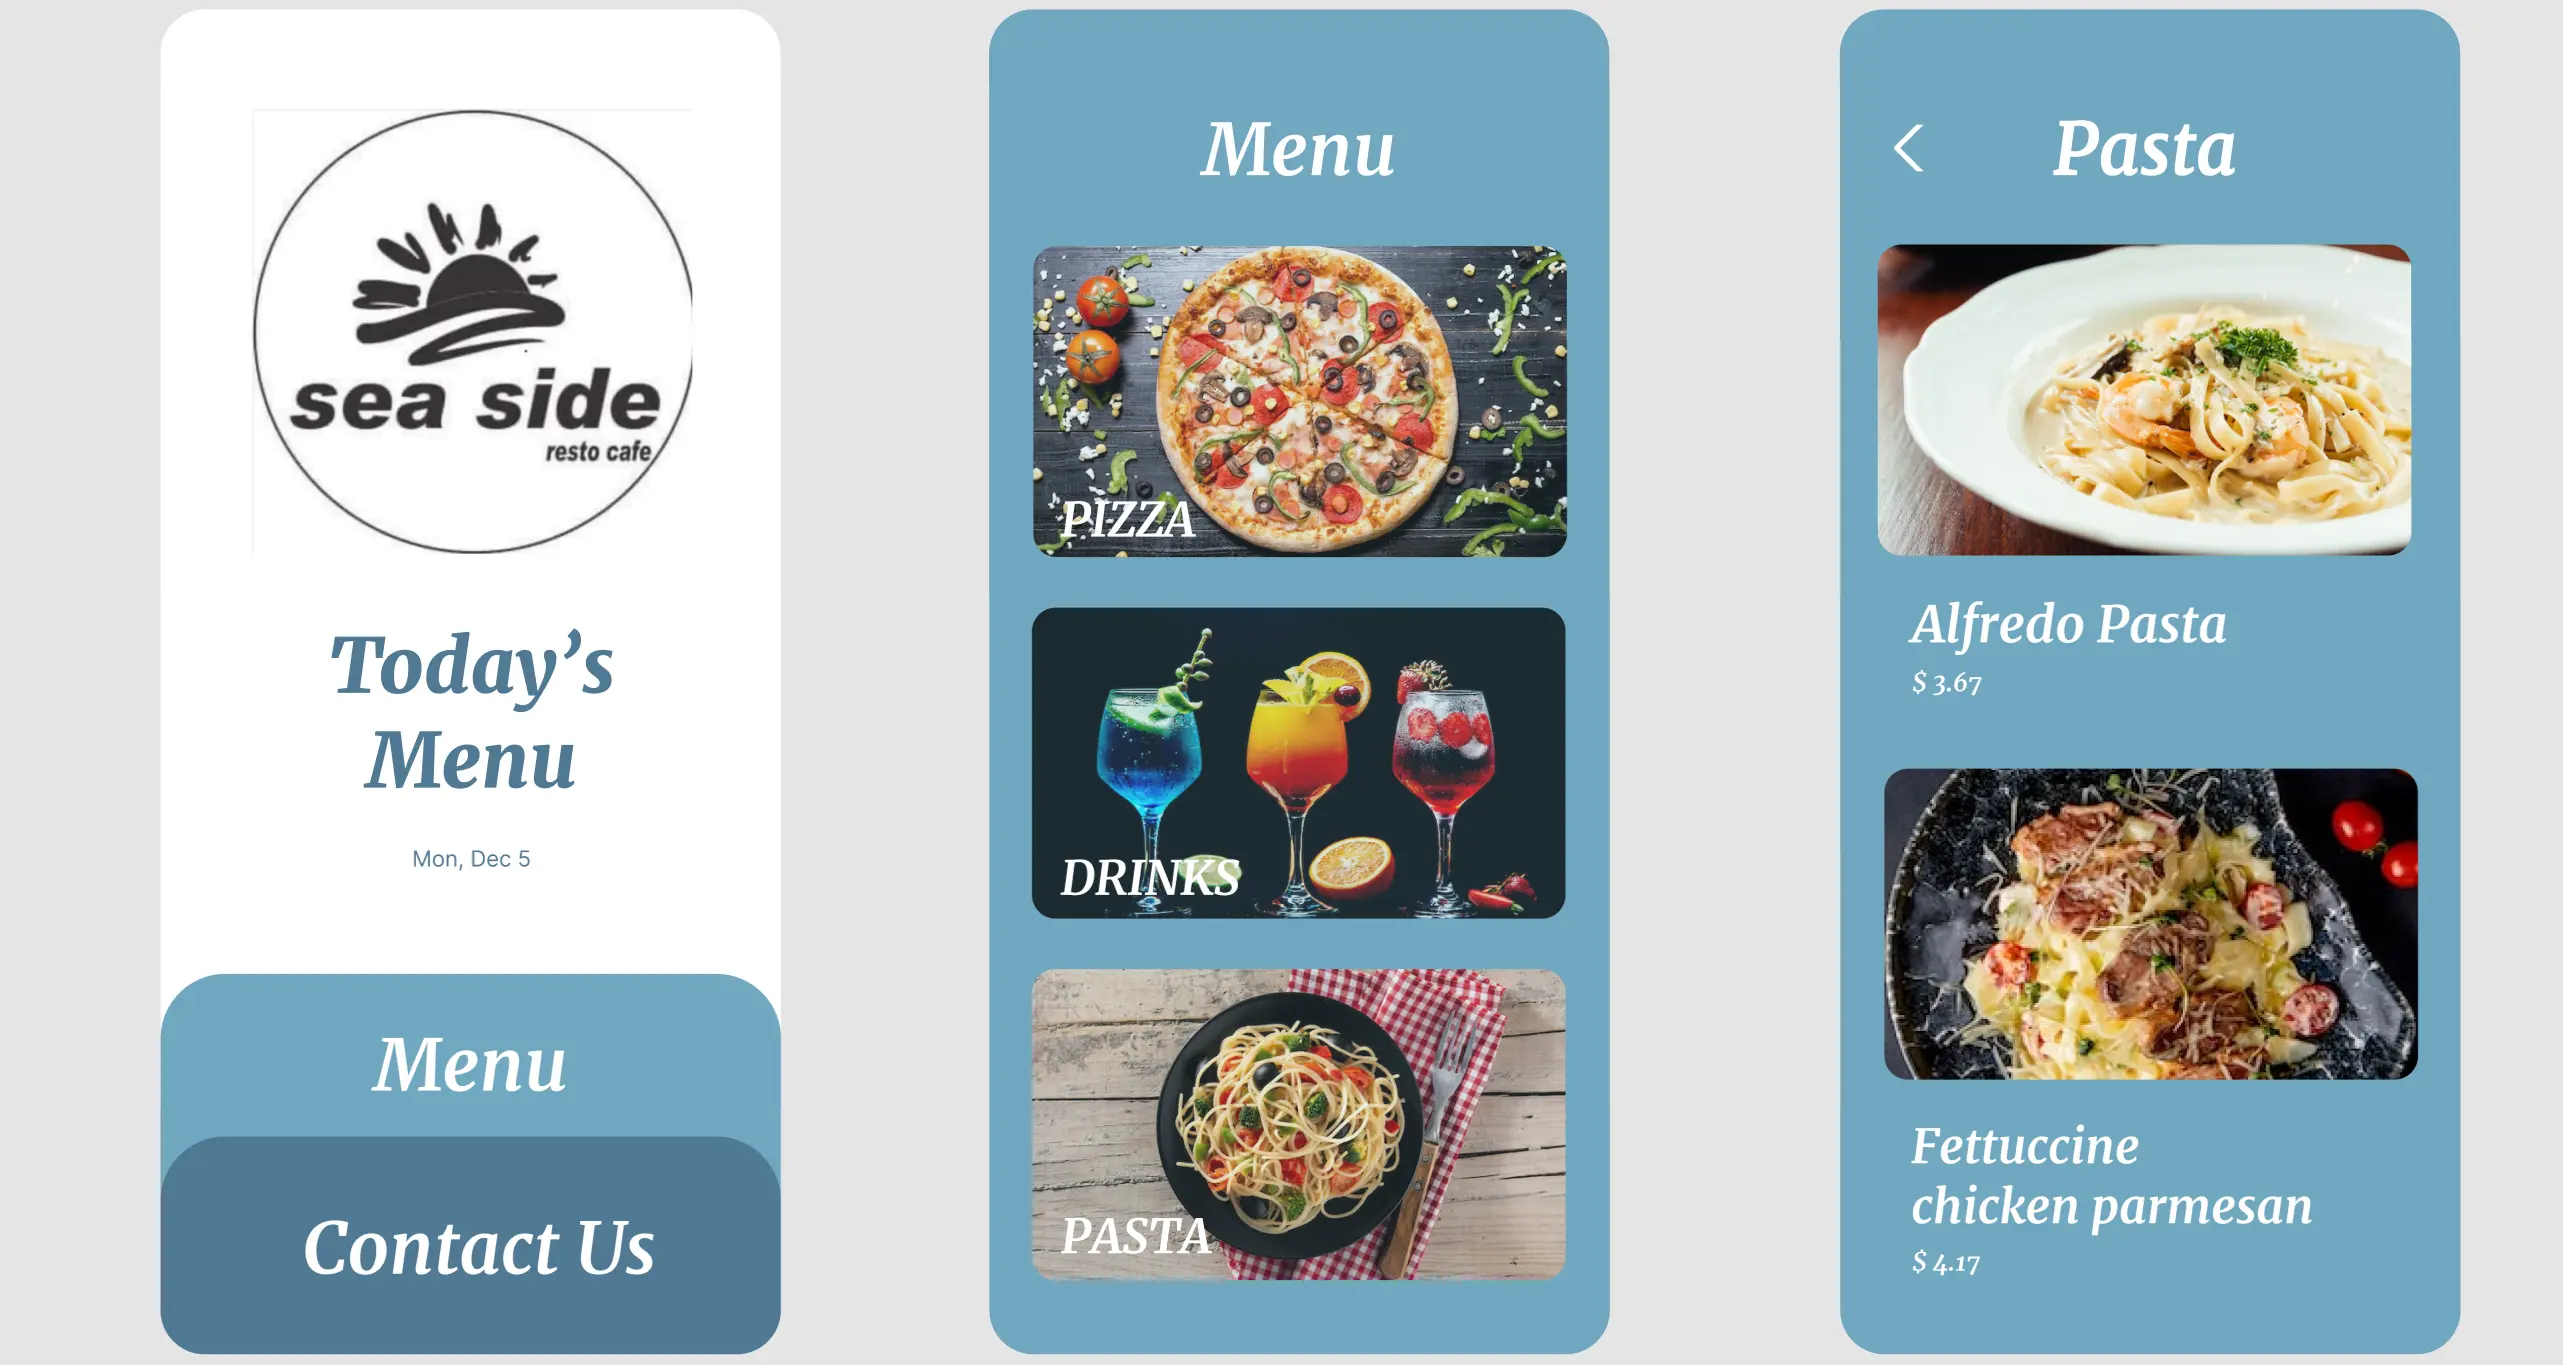 sea side
resto cafe
Today’s
Menu
Mon, Dec 5
Menu
Contact Us
Menu
PIZZA
DRINKS
PASTA
Pasta
Alfredo Pasta
$ 3.67
Fettuccine
chicken parmesan
$ 4.17